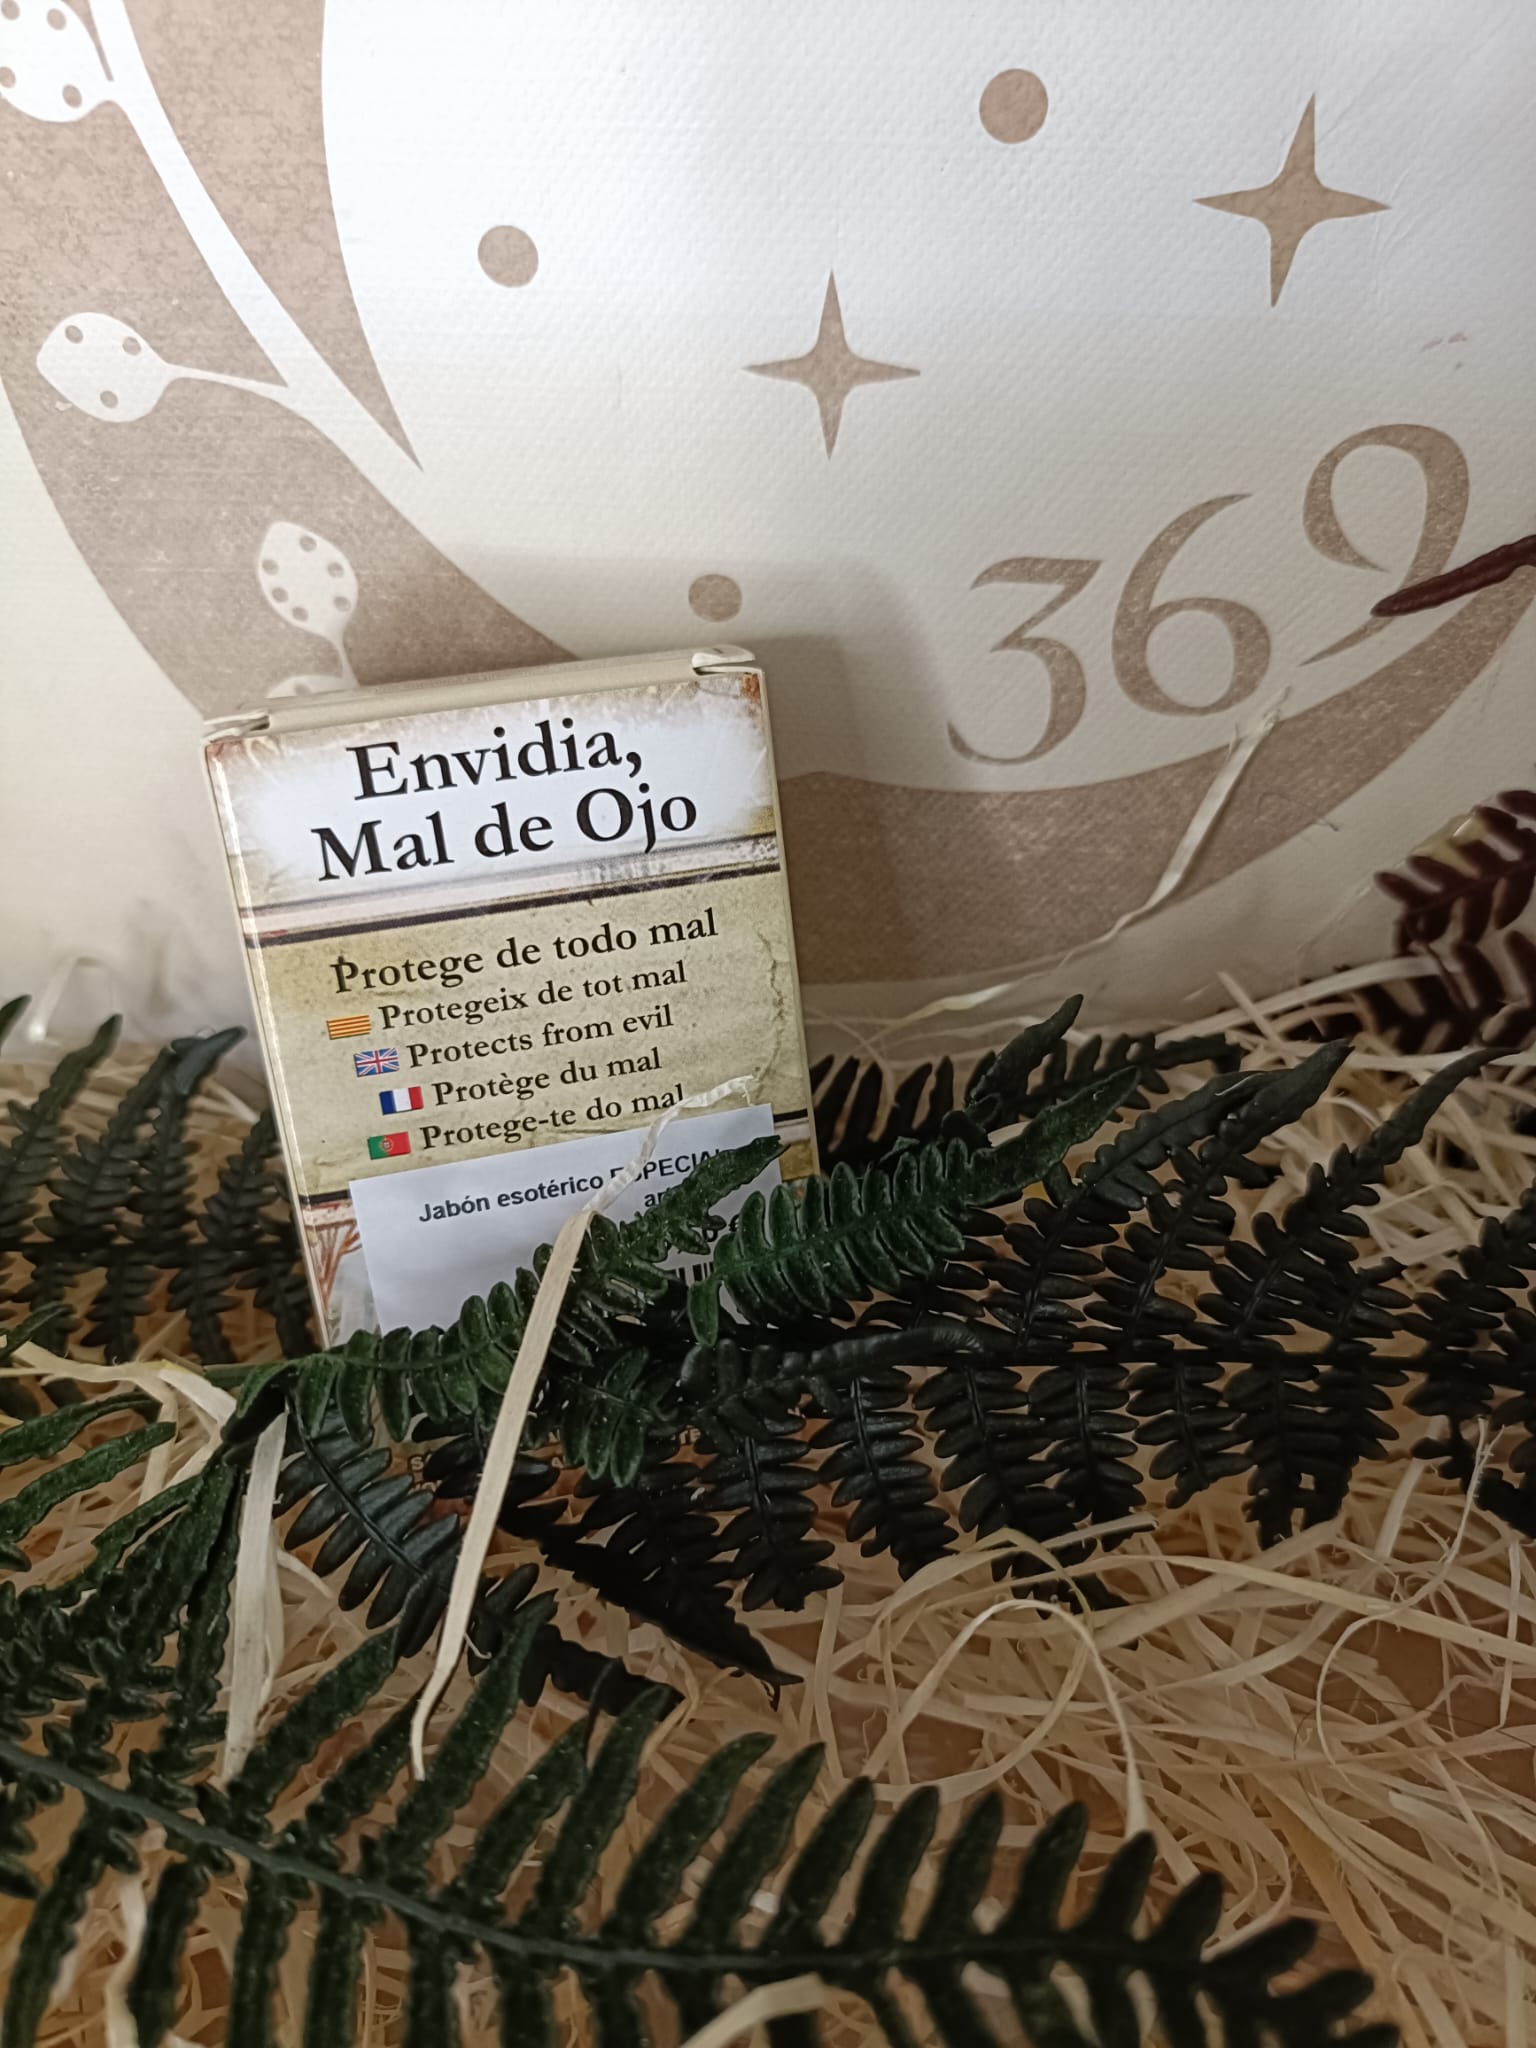 369
Envidia,
Mal de Ojo
Protege de todo mal
Protegeix de tot mal
Protects from evil
Protège du mal
Protege-te do mal
Jabón esotérico ESPECIAL